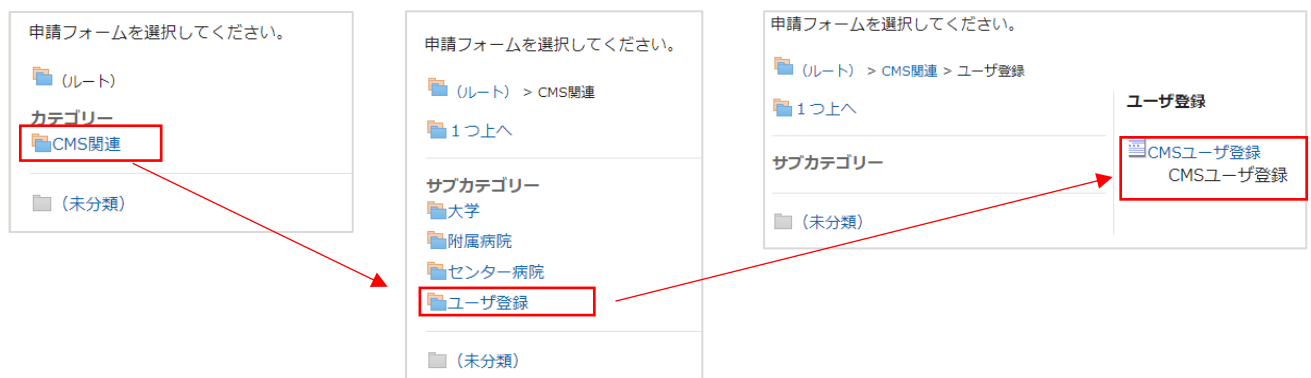 申請フォームを選択してください。
（ルート）
カテゴリー
CMS関連
（未分類）
申請フォームを選択してください。
（ルート） > CMS関連
１つ上へ
サブカテゴリー
大学
附属病院
センター病院
ユーザ登録
（未分類）
申請フォームを選択してください。
（ルート） > CMS関連 > ユーザ登録
１つ上へ
サブカテゴリー
（未分類）
ユーザ登録
CMSユーザ登録
CMSユーザ登録